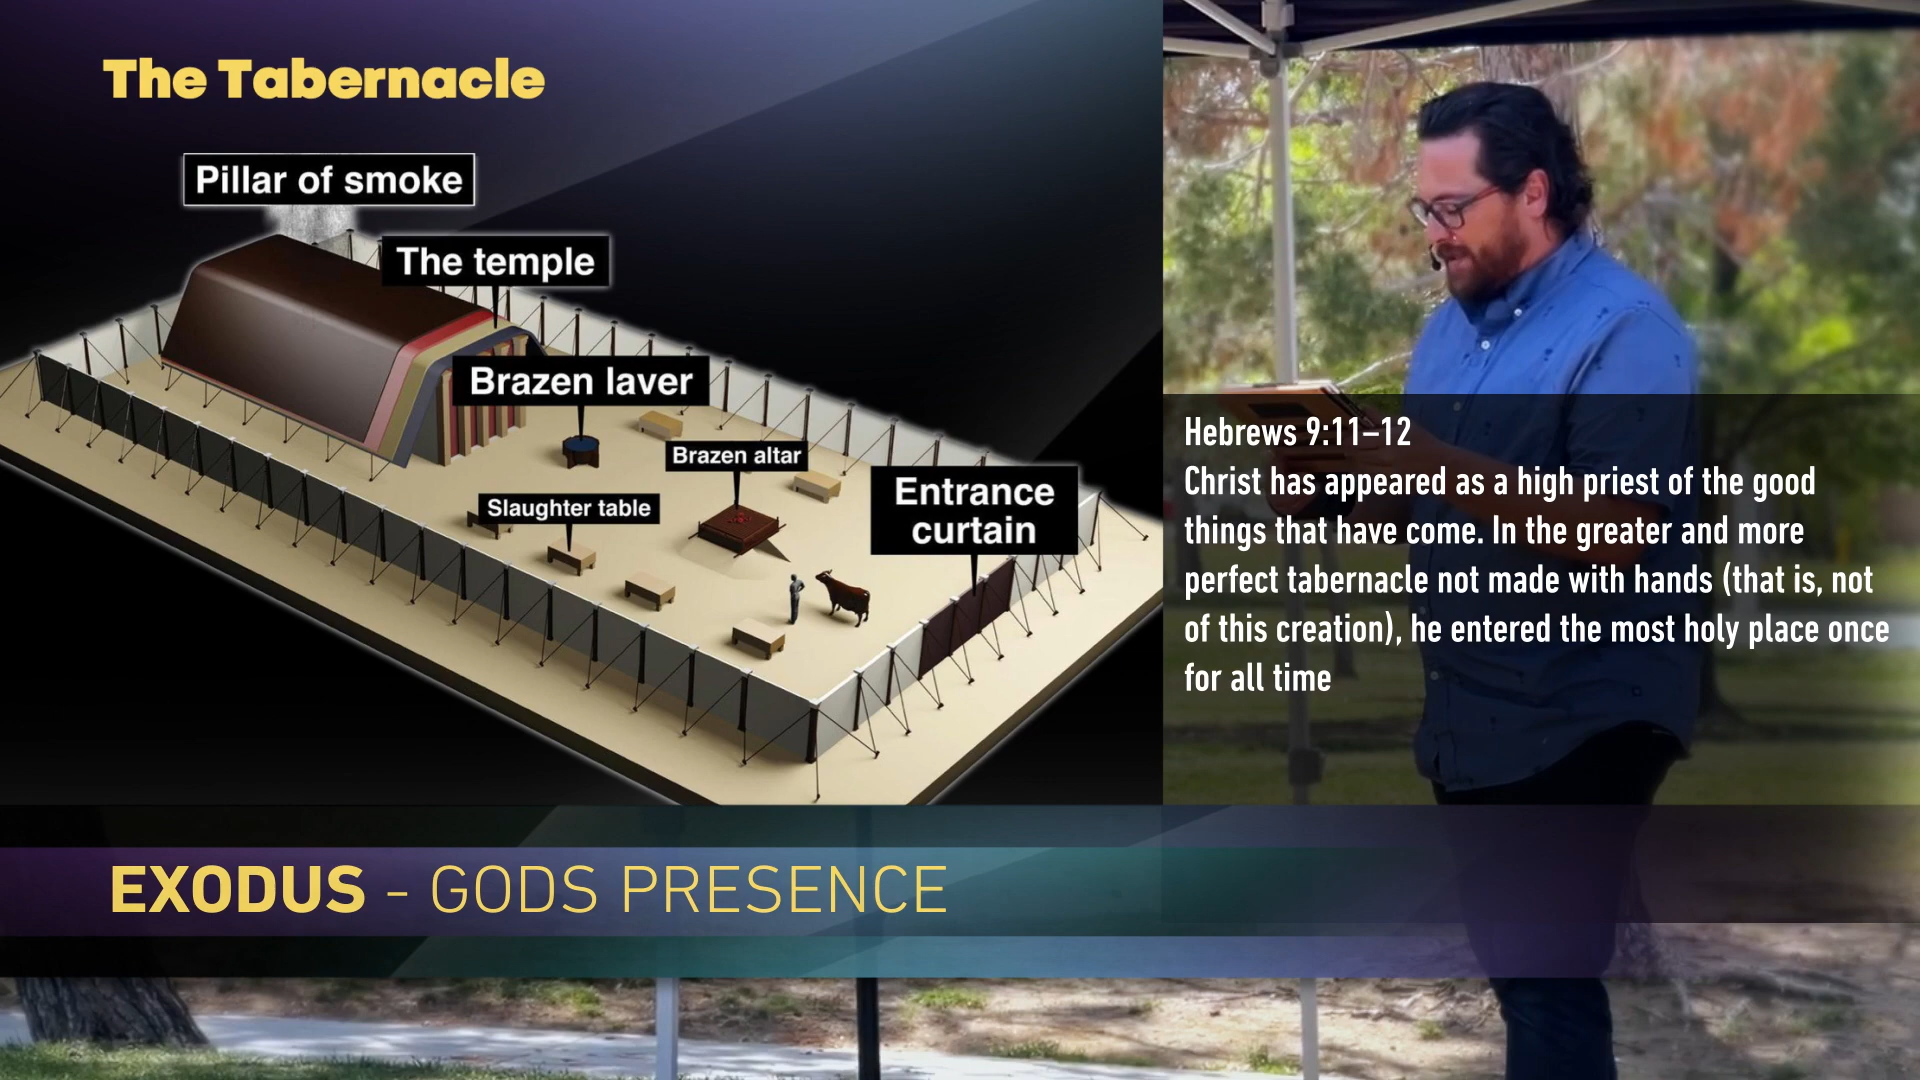 The Tabernacle
Pillar of smoke
The temple
Brazen laver
Brazen altar
Slaughter table
Entrance
curtain
Hebrews 9:11–12
Christ has appeared as a high priest of the good
things that have come. In the greater and more
perfect tabernacle not made with hands (that is, not
of this creation), he entered the most holy place once
for all time
EXODUS - GODS PRESENCE